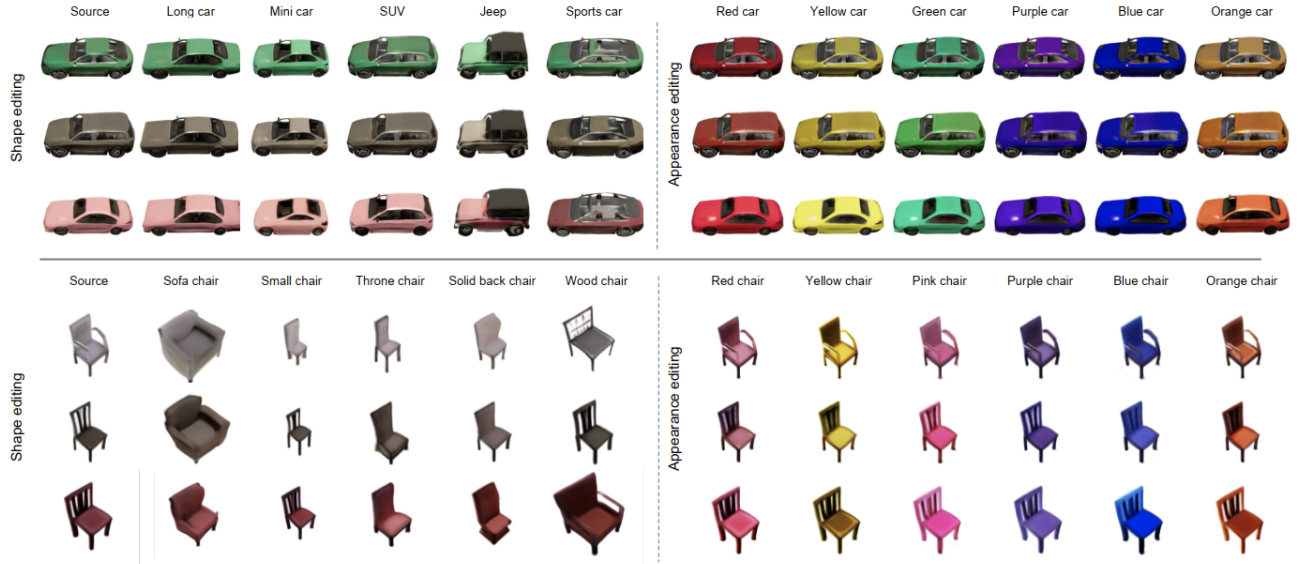 Source Long car Mini car SUV Jeep Sports car Red car Yellow car Green car Purple car Blue car Orange car
Shape editing
Appearance editing
Source Sofa chair Small chair Throne chair Solid back chair Wood chair Red chair Yellow chair Pink chair Purple chair Blue chair Orange chair
Shape editing
Appearance editing